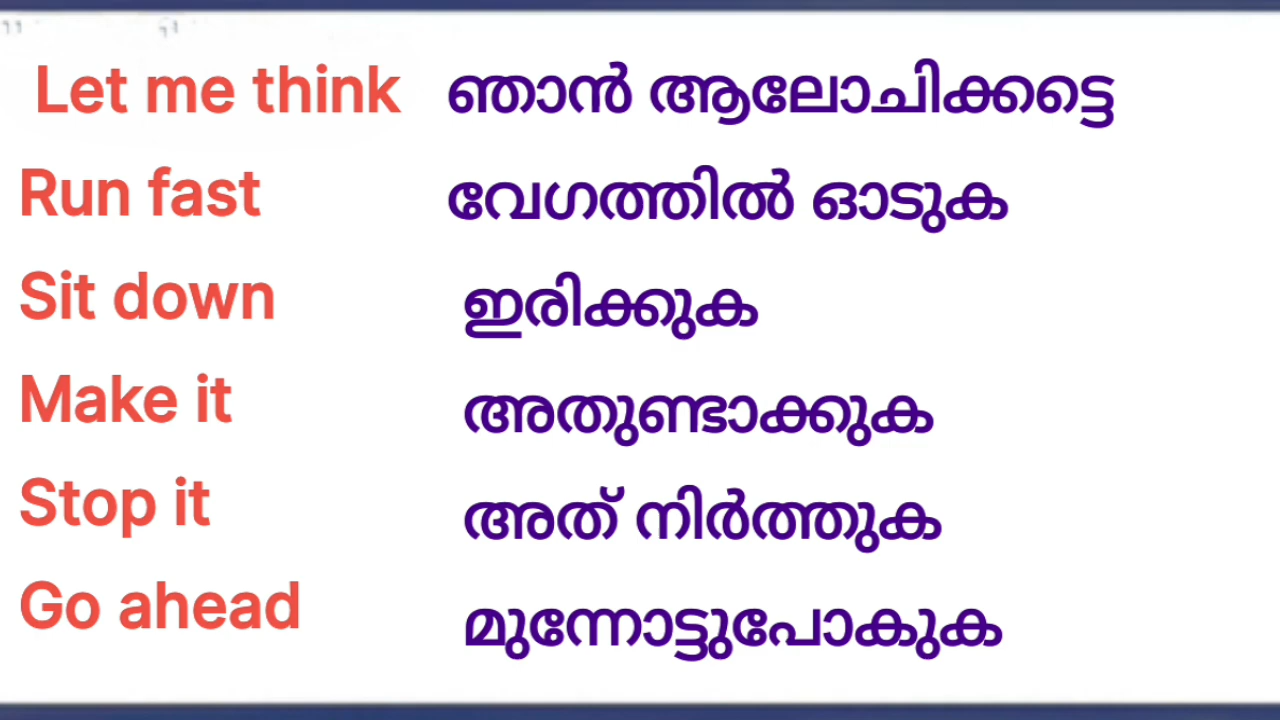 Let me think ഞാൻ ആലോചിക്കട്ടെ
Run fast വേഗത്തിൽ ഓടുക
Sit down ഇരിക്കുക
Make it അതുണ്ടാക്കുക
Stop it അത് നിർത്തുക
Go ahead മുന്നോട്ടുപോകുക